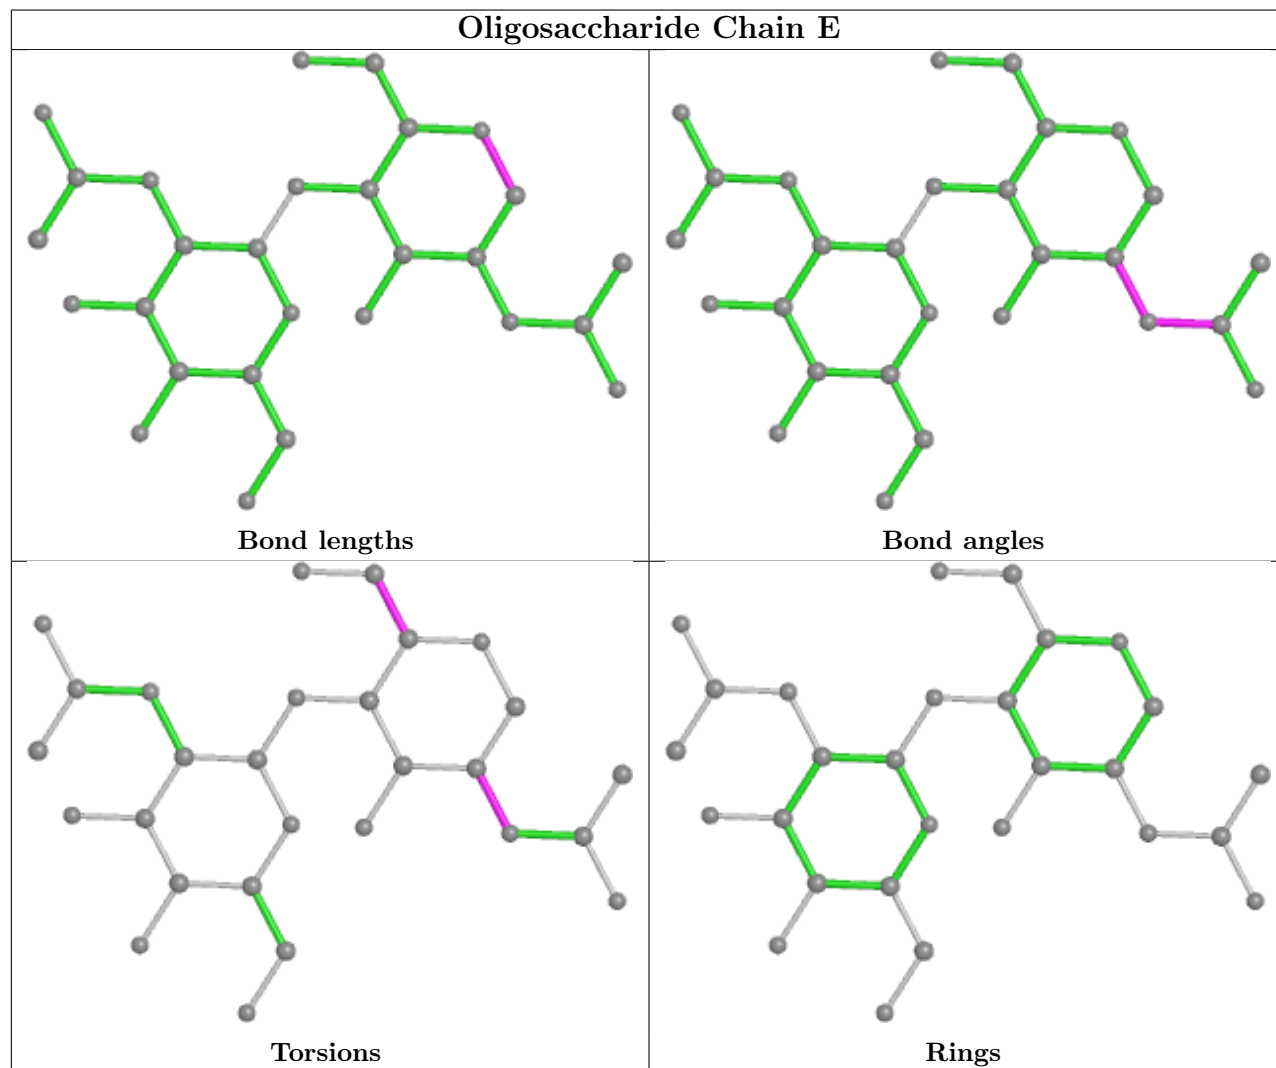 Oligosaccharide Chain E
Bond lengths
Bond angles
Torsions
Rings